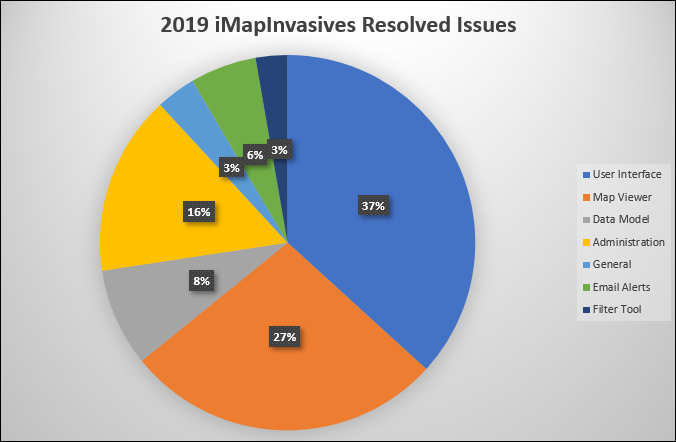 2019 iMapInvasives Resolved Issues
37%
27%
8%
16%
3%
6%
3%
User Interface
Map Viewer
Data Model
Administration
General
Email Alerts
Filter Tool